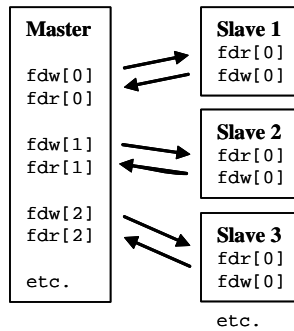 Master
fdw[0]
fdr[0]
fdw[1]
fdr[1]
fdw[2]
fdr[2]
etc.
Slave 1
fdr[0]
fdw[0]
Slave 2
fdr[0]
fdw[0]
Slave 3
fdr[0]
fdw[0]
etc.